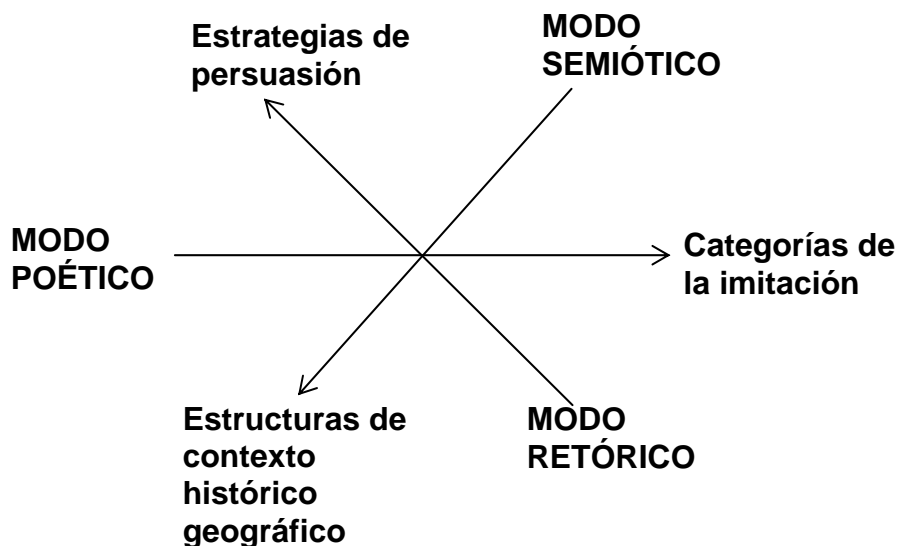 Estrategias de
persuasión
MODO
SEMIÓTICO
MODO
POÉTICO
Categorías de
la imitación
Estructuras de
contexto
histórico
geográfico
MODO
RETÓRICO